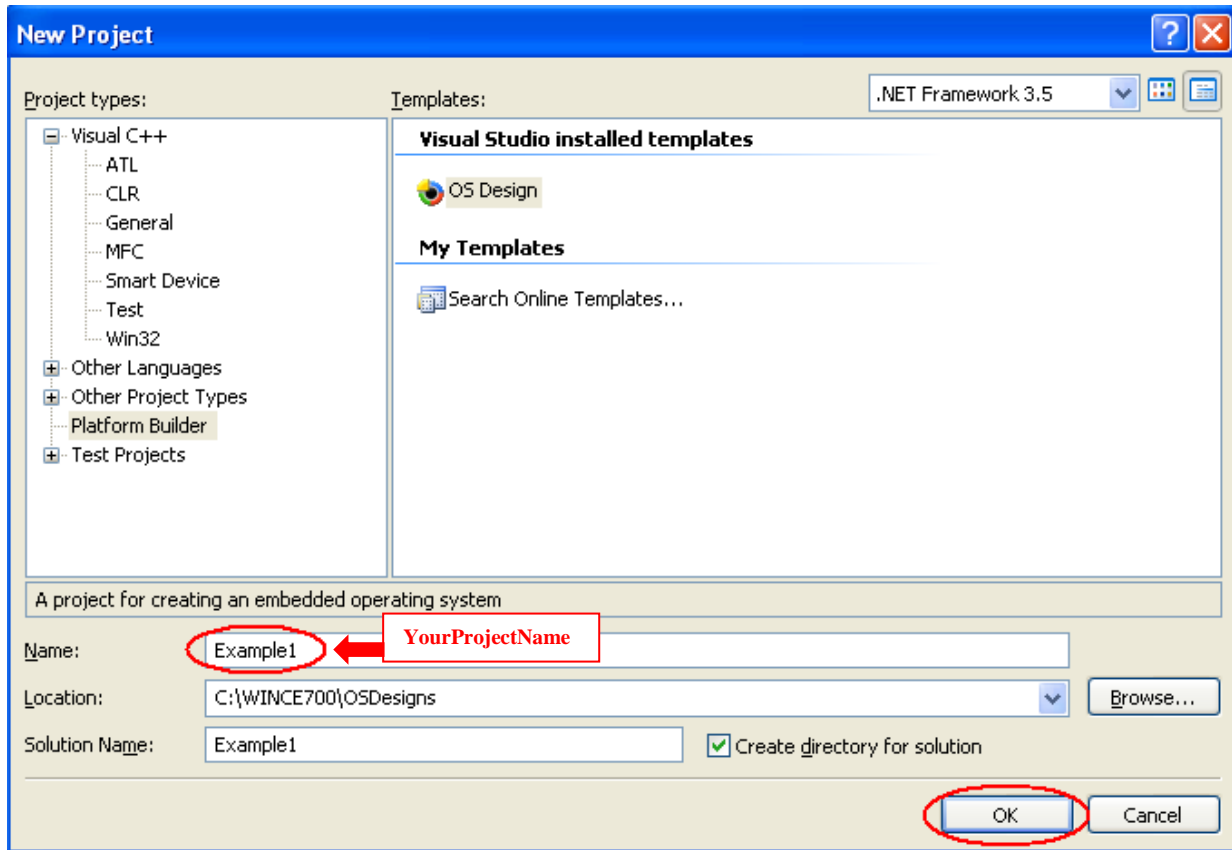 New Project
Project types:
Templates:
.NET Framework 3.5
Visual C++
ATL
CLR
General
MFC
Smart Device
Test
Win32
Other Languages
Other Project Types
Platform Builder
Test Projects
Visual Studio installed templates
OS Design
My Templates
Search Online Templates...
A project for creating an embedded operating system
Name:
Example1
YourProjectName
Location:
C:\WINCE700\OSDesigns
Browse...
Solution Name:
Example1
Create directory for solution
OK
Cancel